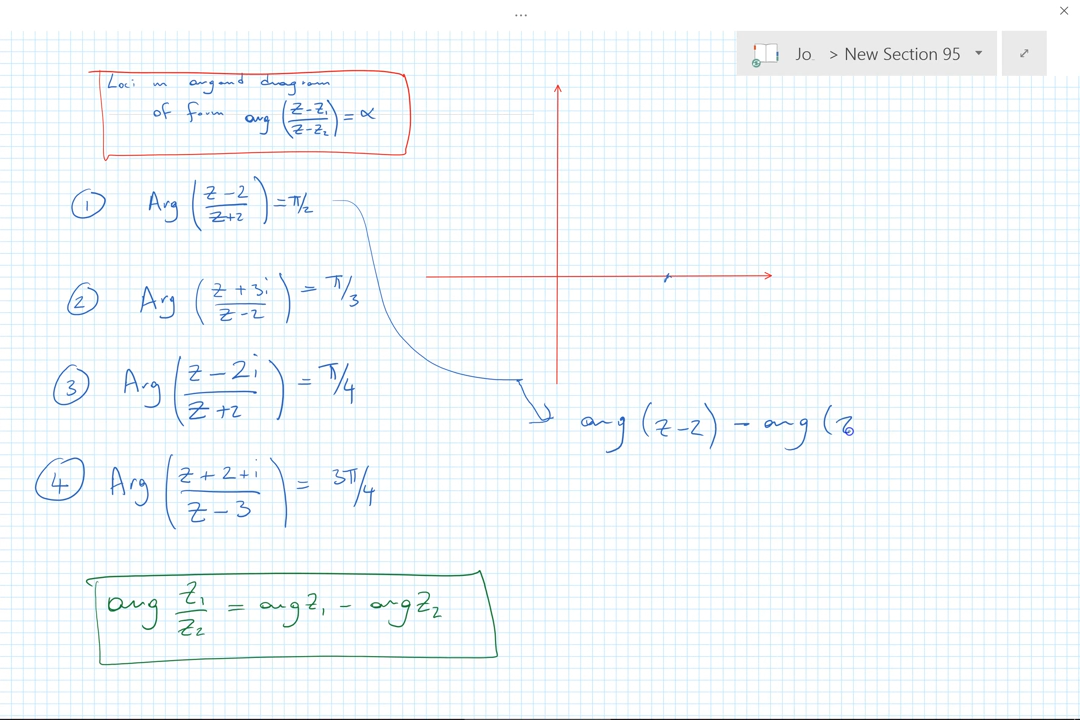 ...
Jo. > New Section 95
Loci in argand diagram
of form arg (z-z₁/z-z₂) = α
① Arg (z-2/z+2) = π/2
② Arg (z+3i/z-2) = π/3
③ Arg (z-2i/z+2) = π/4
④ Arg (z+2+i/z-3) = 3π/4
arg (z-2) - arg (z
arg z₁/z₂ = arg z₁ - arg z₂